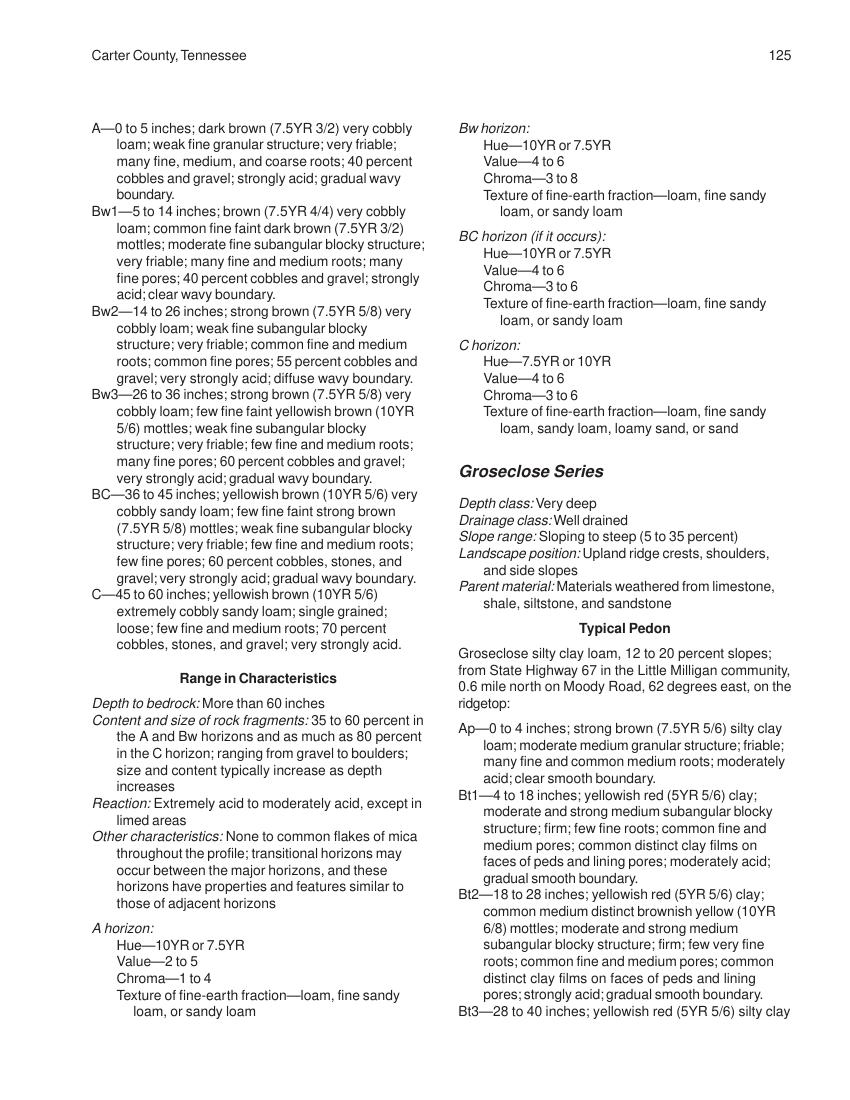 Carter County, Tennessee
125
A—0 to 5 inches; dark brown (7.5YR 3/2) very cobbly
loam; weak fine granular structure; very friable;
many fine, medium, and coarse roots; 40 percent
cobbles and gravel; strongly acid; gradual wavy
boundary.
Bw1—5 to 14 inches; brown (7.5YR 4/4) very cobbly
loam; common fine faint dark brown (7.5YR 3/2)
mottles; moderate fine subangular blocky structure;
very friable; many fine and medium roots; many
fine pores; 40 percent cobbles and gravel; strongly
acid; clear wavy boundary.
Bw2—14 to 26 inches; strong brown (7.5YR 5/8) very
cobbly loam; weak fine subangular blocky
structure; very friable; common fine and medium
roots; common fine pores; 55 percent cobbles and
gravel; very strongly acid; diffuse wavy boundary.
Bw3—26 to 36 inches; strong brown (7.5YR 5/8) very
cobbly loam; few fine faint yellowish brown (10YR
5/6) mottles; weak fine subangular blocky
structure; very friable; few fine and medium roots;
many fine pores; 60 percent cobbles and gravel;
very strongly acid; gradual wavy boundary.
BC—36 to 45 inches; yellowish brown (10YR 5/6) very
cobbly sandy loam; few fine faint strong brown
(7.5YR 5/8) mottles; weak fine subangular blocky
structure; very friable; few fine and medium roots;
few fine pores; 60 percent cobbles, stones, and
gravel; very strongly acid; gradual wavy boundary.
C—45 to 60 inches; yellowish brown (10YR 5/6)
extremely cobbly sandy loam; single grained;
loose; few fine and medium roots; 70 percent
cobbles, stones, and gravel; very strongly acid.
Range in Characteristics
Depth to bedrock: More than 60 inches
Content and size of rock fragments: 35 to 60 percent in
the A and Bw horizons and as much as 80 percent
in the C horizon; ranging from gravel to boulders;
size and content typically increase as depth
increases
Reaction: Extremely acid to moderately acid, except in
limed areas
Other characteristics: None to common flakes of mica
throughout the profile; transitional horizons may
occur between the major horizons, and these
horizons have properties and features similar to
those of adjacent horizons
A horizon:
Hue—10YR or 7.5YR
Value—2 to 5
Chroma—1 to 4
Texture of fine-earth fraction—loam, fine sandy
loam, or sandy loam
Bw horizon:
Hue—10YR or 7.5YR
Value—4 to 6
Chroma—3 to 8
Texture of fine-earth fraction—loam, fine sandy
loam, or sandy loam
BC horizon (if it occurs):
Hue—10YR or 7.5YR
Value—4 to 6
Chroma—3 to 6
Texture of fine-earth fraction—loam, fine sandy
loam, or sandy loam
C horizon:
Hue—7.5YR or 10YR
Value—4 to 6
Chroma—3 to 6
Texture of fine-earth fraction—loam, fine sandy
loam, sandy loam, loamy sand, or sand
Groseclose Series
Depth class: Very deep
Drainage class: Well drained
Slope range: Sloping to steep (5 to 35 percent)
Landscape position: Upland ridge crests, shoulders,
and side slopes
Parent material: Materials weathered from limestone,
shale, siltstone, and sandstone
Typical Pedon
Groseclose silty clay loam, 12 to 20 percent slopes;
from State Highway 67 in the Little Milligan community,
0.6 mile north on Moody Road, 62 degrees east, on the
ridgetop:
Ap—0 to 4 inches; strong brown (7.5YR 5/6) silty clay
loam; moderate medium granular structure; friable;
many fine and common medium roots; moderately
acid; clear smooth boundary.
Bt1—4 to 18 inches; yellowish red (5YR 5/6) clay;
moderate and strong medium subangular blocky
structure; firm; few fine roots; common fine and
medium pores; common distinct clay films on
faces of peds and lining pores; moderately acid;
gradual smooth boundary.
Bt2—18 to 28 inches; yellowish red (5YR 5/6) clay;
common medium distinct brownish yellow (10YR
6/8) mottles; moderate and strong medium
subangular blocky structure; firm; few very fine
roots; common fine and medium pores; common
distinct clay films on faces of peds and lining
pores; strongly acid; gradual smooth boundary.
Bt3—28 to 40 inches; yellowish red (5YR 5/6) silty clay